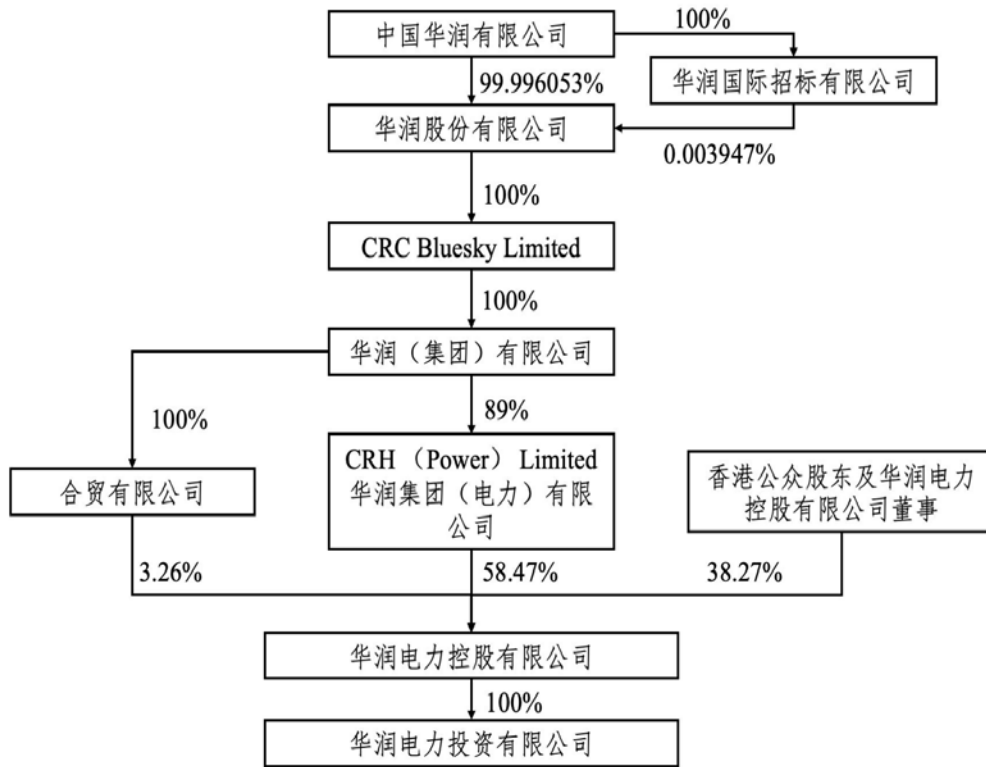 中国华润有限公司
100%
99.996053%
华润国际招标有限公司
华润股份有限公司
0.003947%
100%
CRC Bluesky Limited
100%
华润（集团）有限公司
100%
89%
合贸有限公司
CRH （Power） Limited
华润集团（电力）有限
公司
香港公众股东及华润电力
控股有限公司董事
3.26%
58.47%
38.27%
华润电力控股有限公司
100%
华润电力投资有限公司